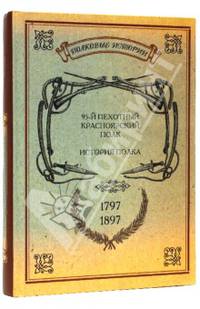 ПОЛКОВЫЕ ИСТОРИИ
95-Й ПЕХОТНЫЙ
КРАСНОЯРСКИЙ
ПОЛК
ИСТОРИЯ ПОЛКА
1797
1897